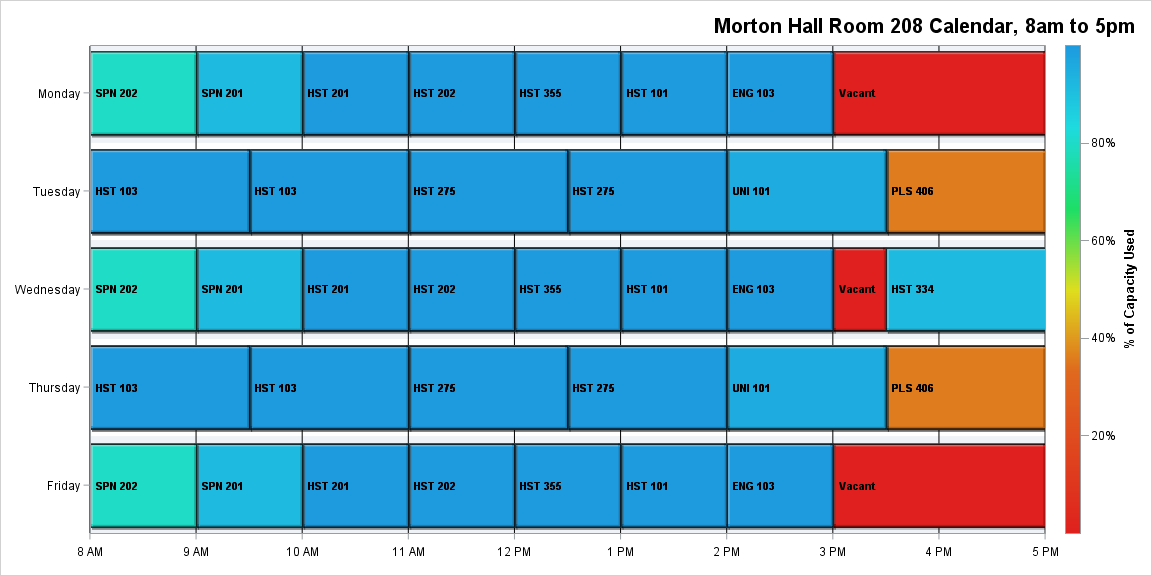 Morton Hall Room 208 Calendar, 8am to 5pm
Monday SPN 202 SPN 201 HST 201 HST 202 HST 355 HST 101 ENG 103 Vacant
Tuesday HST 103 HST 103 HST 275 HST 275 UNI 101 PLS 406
Wednesday SPN 202 SPN 201 HST 201 HST 202 HST 355 HST 101 ENG 103 Vacant HST 334
Thursday HST 103 HST 103 HST 275 HST 275 UNI 101 PLS 406
Friday SPN 202 SPN 201 HST 201 HST 202 HST 355 HST 101 ENG 103 Vacant
8 AM 9 AM 10 AM 11 AM 12 PM 1 PM 2 PM 3 PM 4 PM 5 PM
80%
60%
40%
20%
% of Capacity Used